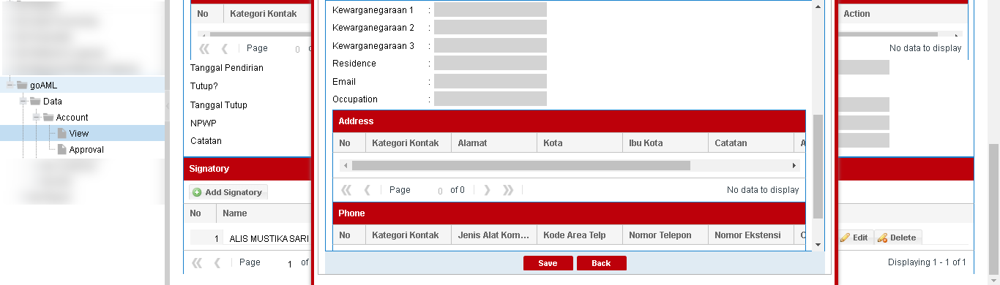 goAML
Data
Account
View
Approval
No Kategori Kontak
Page 0
Tanggal Pendirian
Tutup?
Tanggal Tutup
NPWP
Catatan
Signatory
Add Signatory
No Name
1 ALIS MUSTIKA SARI
Page 1 of
Kewarganegaraan 1 :
Kewarganegaraan 2 :
Kewarganegaraan 3 :
Residence :
Email :
Occupation :
Address
No Kategori Kontak Alamat Kota Ibu Kota Catatan
Page 0 of 0 No data to display
Phone
No Kategori Kontak Jenis Alat Kom... Kode Area Telp Nomor Telepon Nomor Ekstensi
Save Back
Action
No data to display
Edit Delete
Displaying 1 - 1 of 1